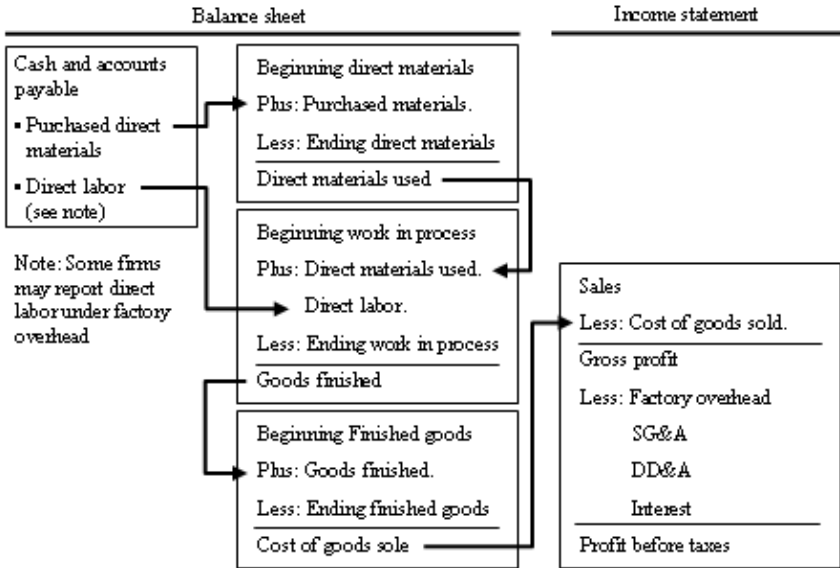 Balance sheet
Income statement
Cash and accounts
payable
▪ Purchased direct
materials
▪ Direct labor
(see note)
Note: Some firms
may report direct
labor under factory
overhead
Beginning direct materials
Plus: Purchased materials.
Less: Ending direct materials
Direct materials used
Beginning work in process
Plus: Direct materials used.
Direct labor.
Less: Ending work in process
Goods finished
Beginning Finished goods
Plus: Goods finished.
Less: Ending finished goods
Cost of goods sole
Sales
Less: Cost of goods sold.
Gross profit
Less: Factory overhead
SG&A
DD&A
Interest
Profit before taxes